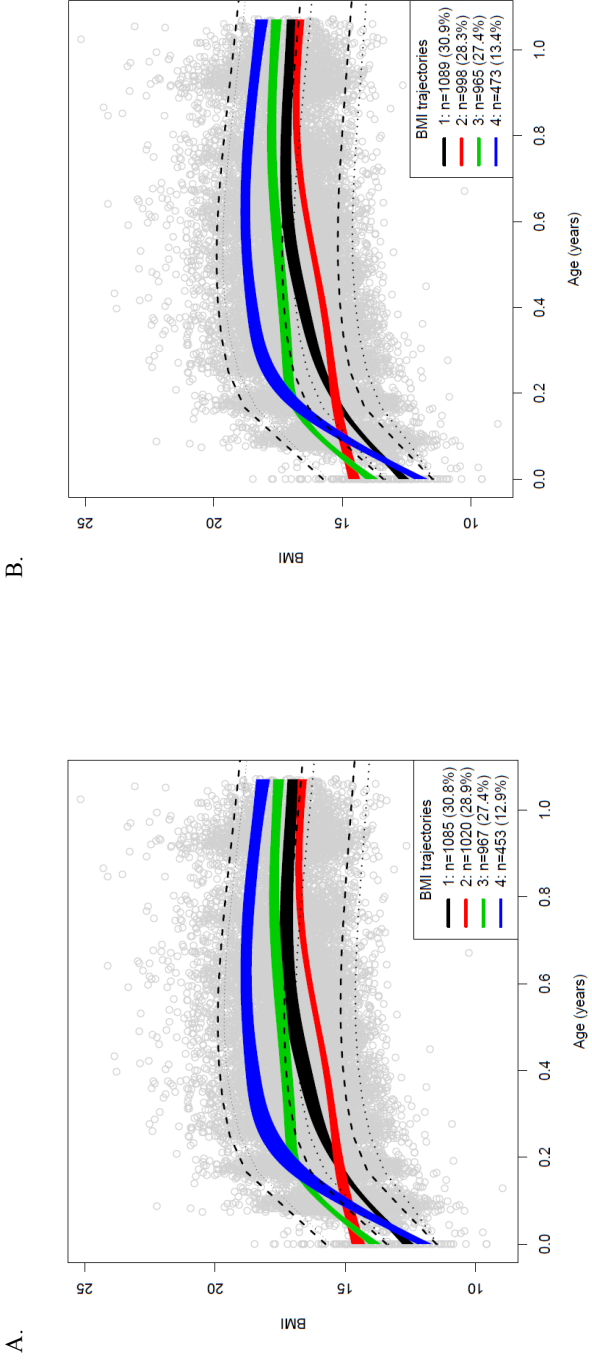 A.
BMI
25
20
15
10
0.0
0.2
0.4
0.6
0.8
1.0
Age (years)
BMI trajectories
1: n=1085 (30.8%)
2: n=1020 (28.9%)
3: n=967 (27.4%)
4: n=453 (12.9%)
B.
BMI
25
20
15
10
0.0
0.2
0.4
0.6
0.8
1.0
Age (years)
BMI trajectories
1: n=1089 (30.9%)
2: n=998 (28.3%)
3: n=965 (27.4%)
4: n=473 (13.4%)